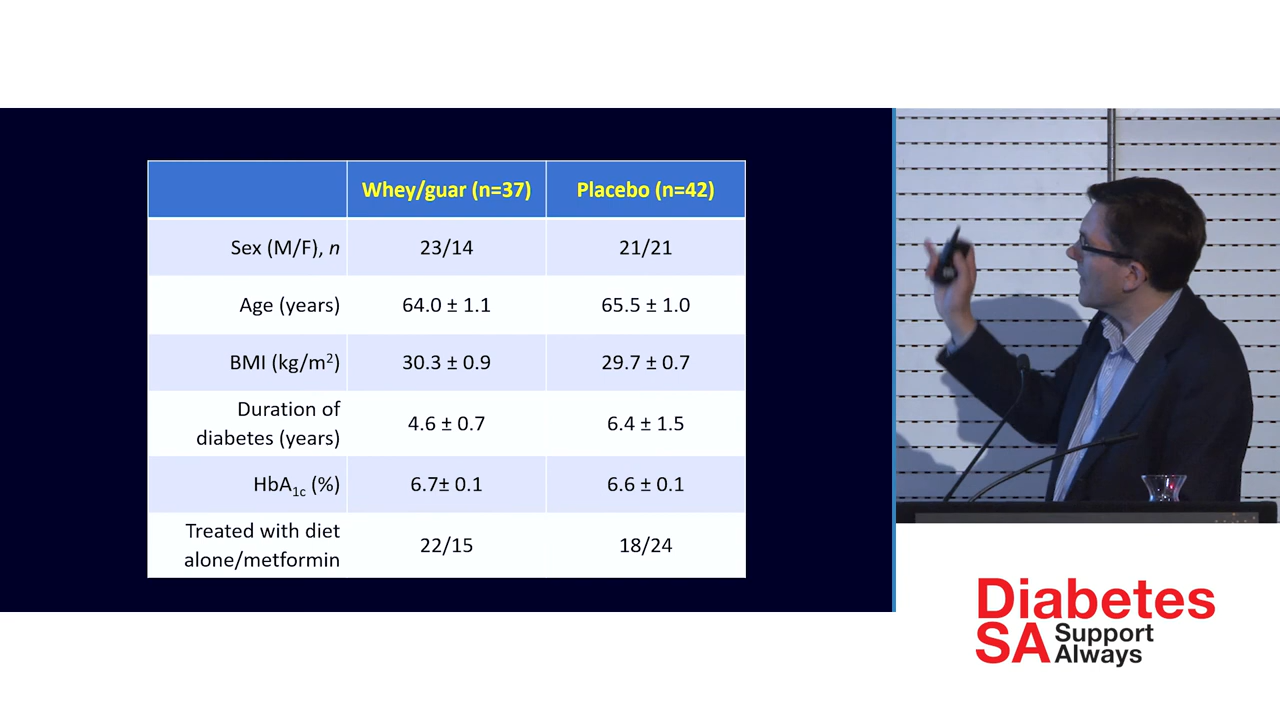 Whey/guar (n=37) Placebo (n=42)
Sex (M/F), n 23/14 21/21
Age (years) 64.0 ± 1.1 65.5 ± 1.0
BMI (kg/m²) 30.3 ± 0.9 29.7 ± 0.7
Duration of
diabetes (years) 4.6 ± 0.7 6.4 ± 1.5
HbA1c (%) 6.7± 0.1 6.6 ± 0.1
Treated with diet
alone/metformin 22/15 18/24
Diabetes
SA Support
Always